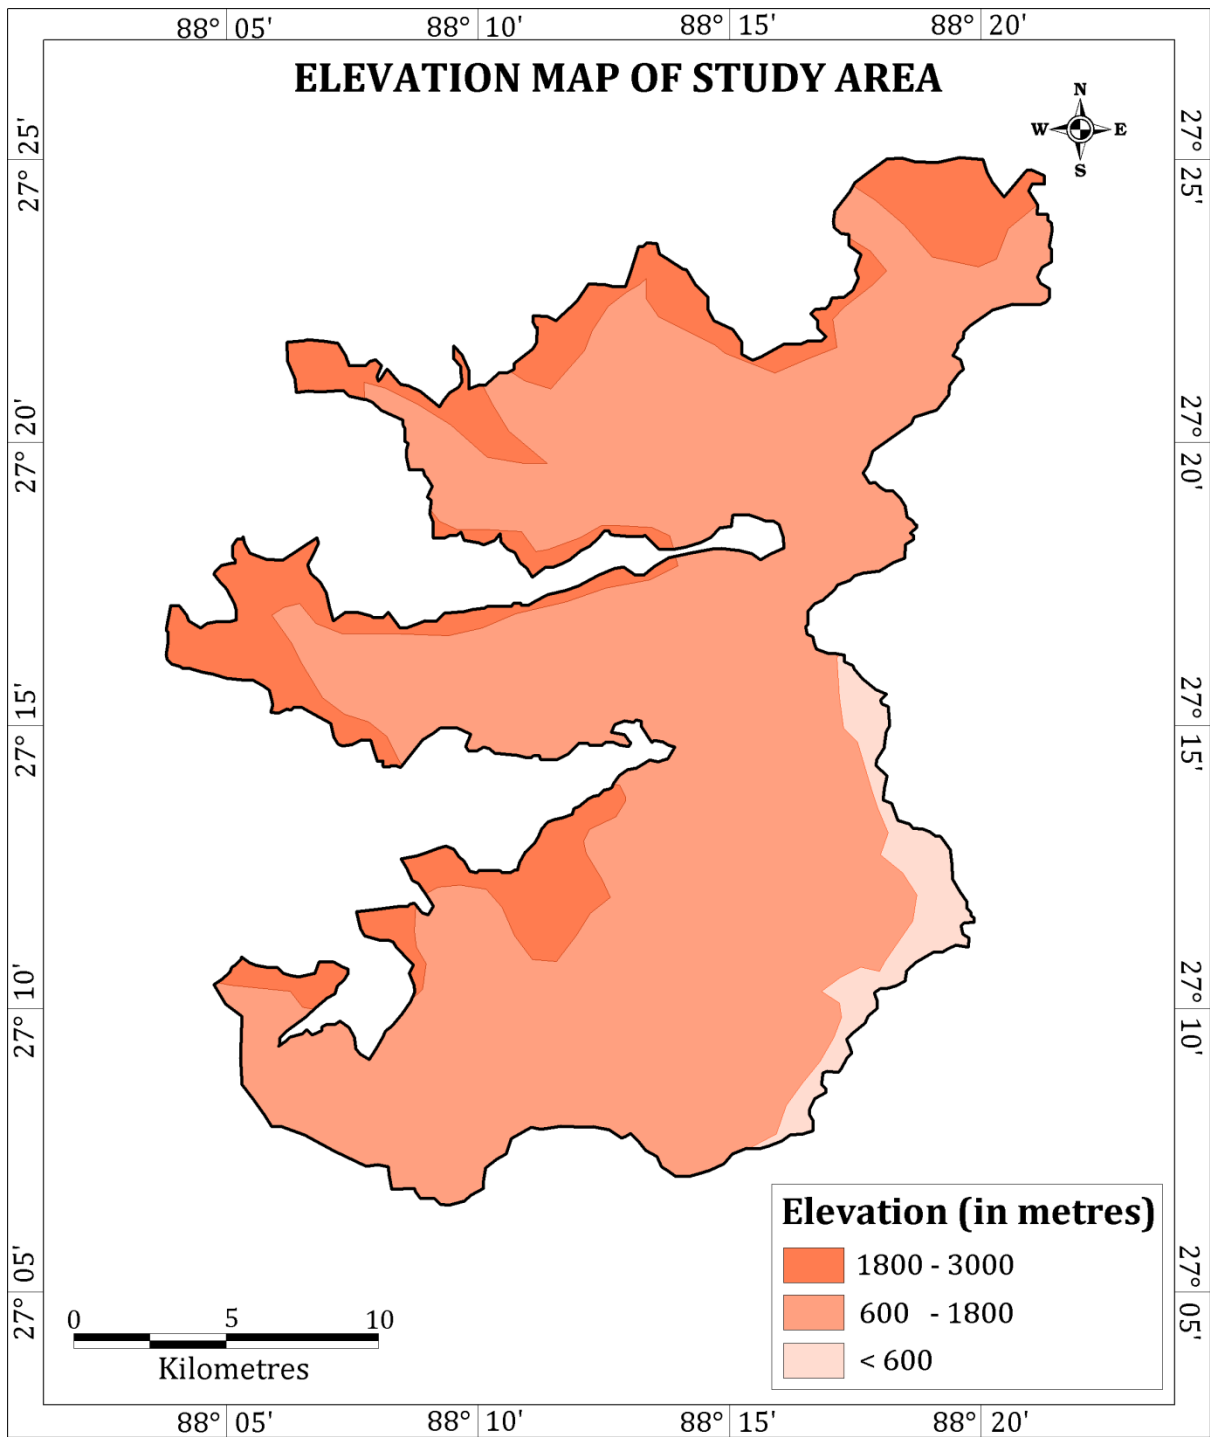 88° 05' 88° 10' 88° 15' 88° 20'
ELEVATION MAP OF STUDY AREA
N
W E
S
27° 25'
27° 25'
27° 20'
27° 20'
27° 15'
27° 15'
27° 10'
27° 10'
27° 05'
27° 05'
Elevation (in metres)
1800 - 3000
600 - 1800
< 600
0 5 10
Kilometres
88° 05' 88° 10' 88° 15' 88° 20'